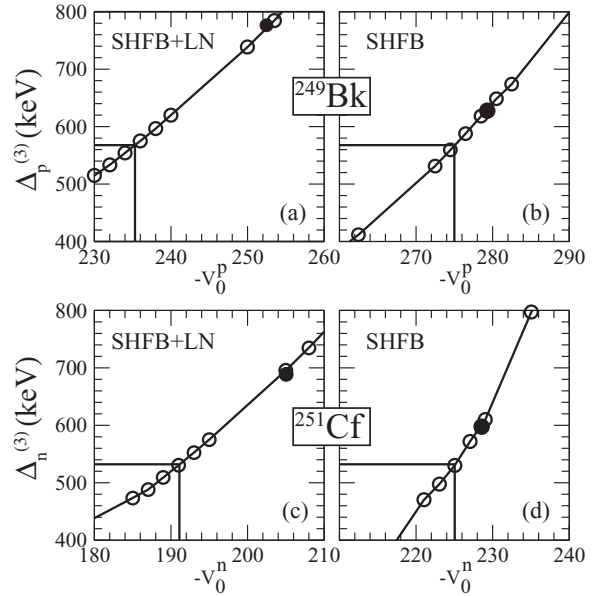 800
SHFB+LN
SHFB
700
²⁴⁹Bk
600
Δₚ⁽³⁾ (keV)
500
(a)
(b)
400
230 240 250 260
270 280 290
-V₀ᵖ
-V₀ᵖ
800
SHFB+LN
SHFB
700
²⁵¹Cf
600
Δₙ⁽³⁾ (keV)
500
(c)
(d)
400
180 190 200 210
220 230 240
-V₀ⁿ
-V₀ⁿ